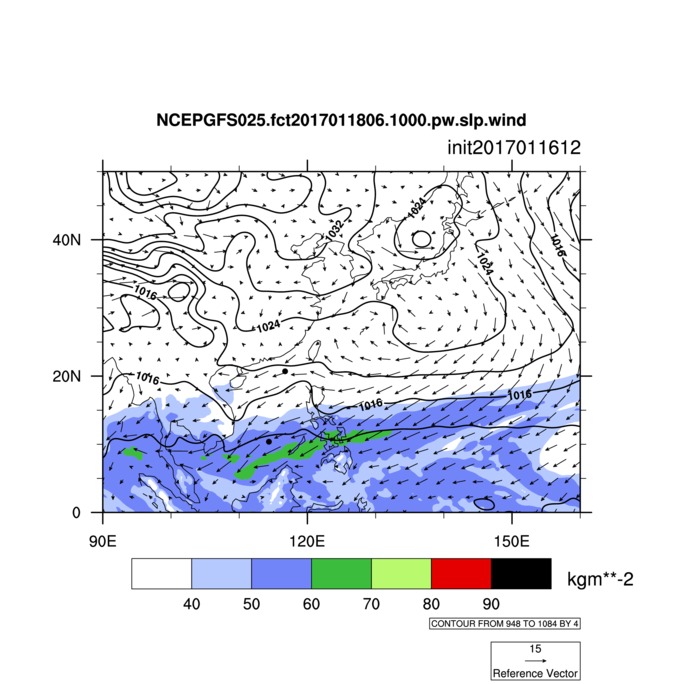 NCEPGFS025.fct2017011806.1000.pw.slp.wind
init2017011612
1024
1032
1016
40N
1024
1016
1024
1016
20N
1016
1016
0
90E 120E 150E
kgm**-2
40 50 60 70 80 90
CONTOUR FROM 948 TO 1084 BY 4
15
Reference Vector